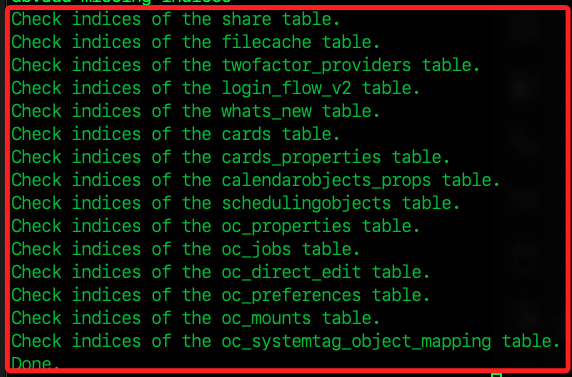 db:add-missing-indices
Check indices of the share table.
Check indices of the filecache table.
Check indices of the twofactor_providers table.
Check indices of the login_flow_v2 table.
Check indices of the whats_new table.
Check indices of the cards table.
Check indices of the cards_properties table.
Check indices of the calendarobjects_props table.
Check indices of the schedulingobjects table.
Check indices of the oc_properties table.
Check indices of the oc_jobs table.
Check indices of the oc_direct_edit table.
Check indices of the oc_preferences table.
Check indices of the oc_mounts table.
Check indices of the oc_systemtag_object_mapping table.
Done.